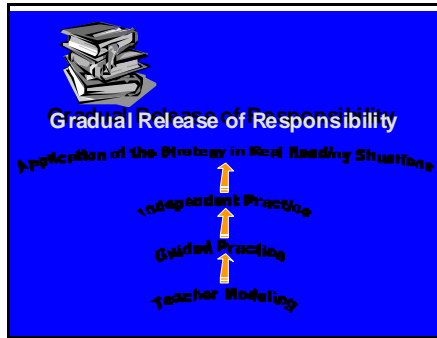 Gradual Release of Responsibility
Application of the Strategy in Real Reading Situations
Independent Practice
Guided Practice
Teacher Modeling